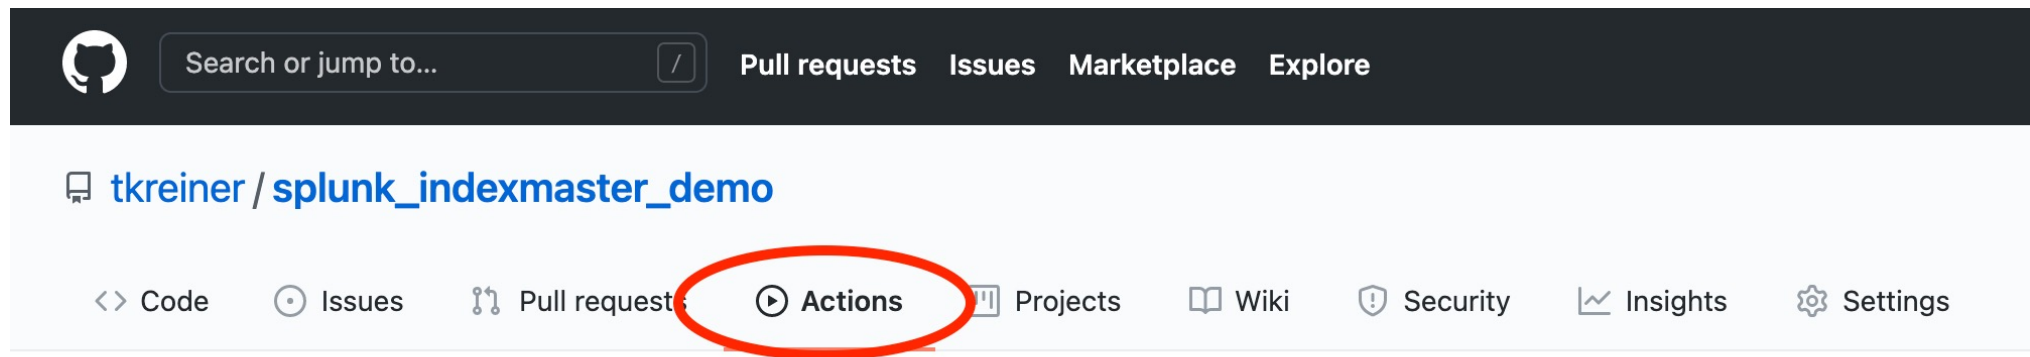 Search or jump to... / Pull requests Issues Marketplace Explore
tkreiner / splunk_indexmaster_demo
<> Code Issues Pull requests Actions Projects Wiki Security Insights Settings